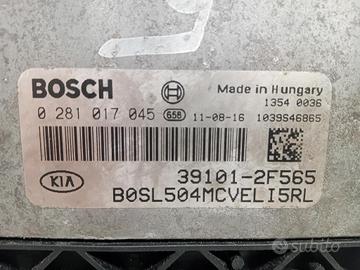 BOSCH
Made in Hungary
1354 0036
0 281 017 045 658 11-08-16 1039S46865
KIA
39101-2F565
B0SL504MCVELI5RL
subito